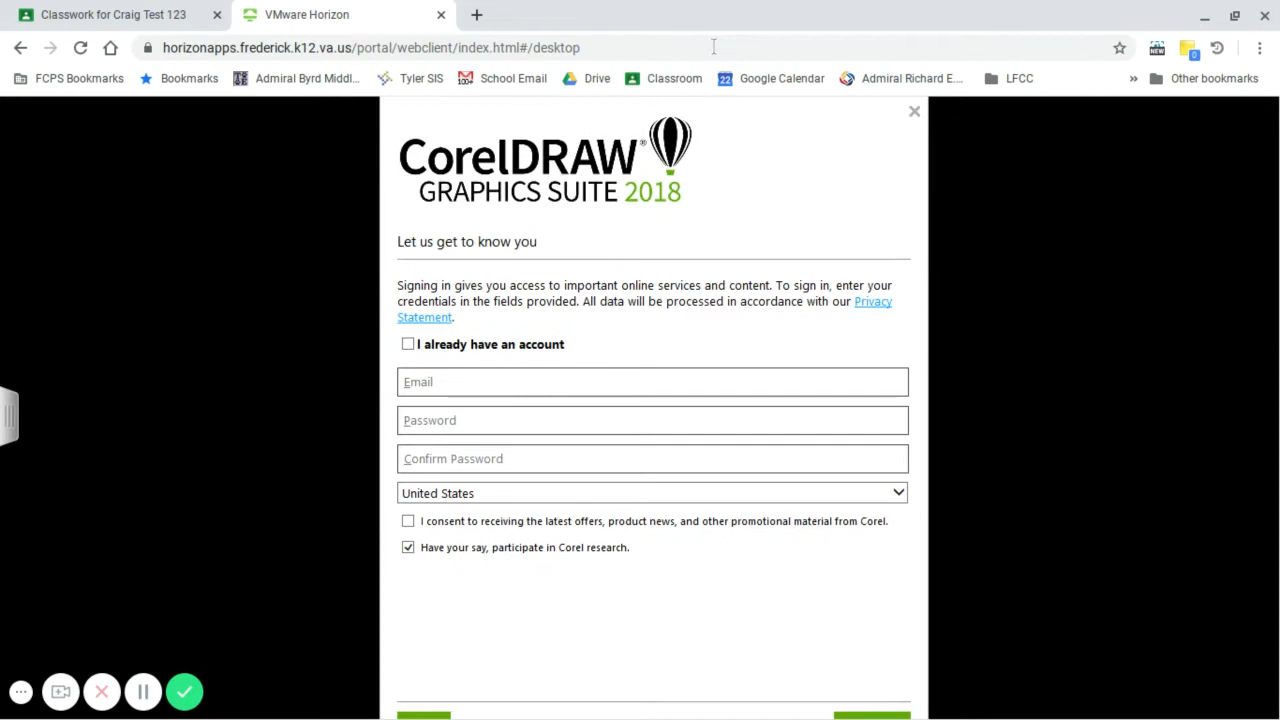 Classwork for Craig Test 123
VMware Horizon
horizonapps.frederick.k12.va.us/portal/webclient/index.html#/desktop
NEW
0
FCPS Bookmarks
Bookmarks
Admiral Byrd Middl...
Tyler SIS
100+
School Email
Drive
Classroom
22
Google Calendar
Admiral Richard E....
LFCC
»
Other bookmarks
CorelDRAW®
GRAPHICS SUITE 2018
Let us get to know you
Signing in gives you access to important online services and content. To sign in, enter your
credentials in the fields provided. All data will be processed in accordance with our Privacy
Statement.
I already have an account
Email
Password
Confirm Password
United States
I consent to receiving the latest offers, product news, and other promotional material from Corel.
Have your say, participate in Corel research.